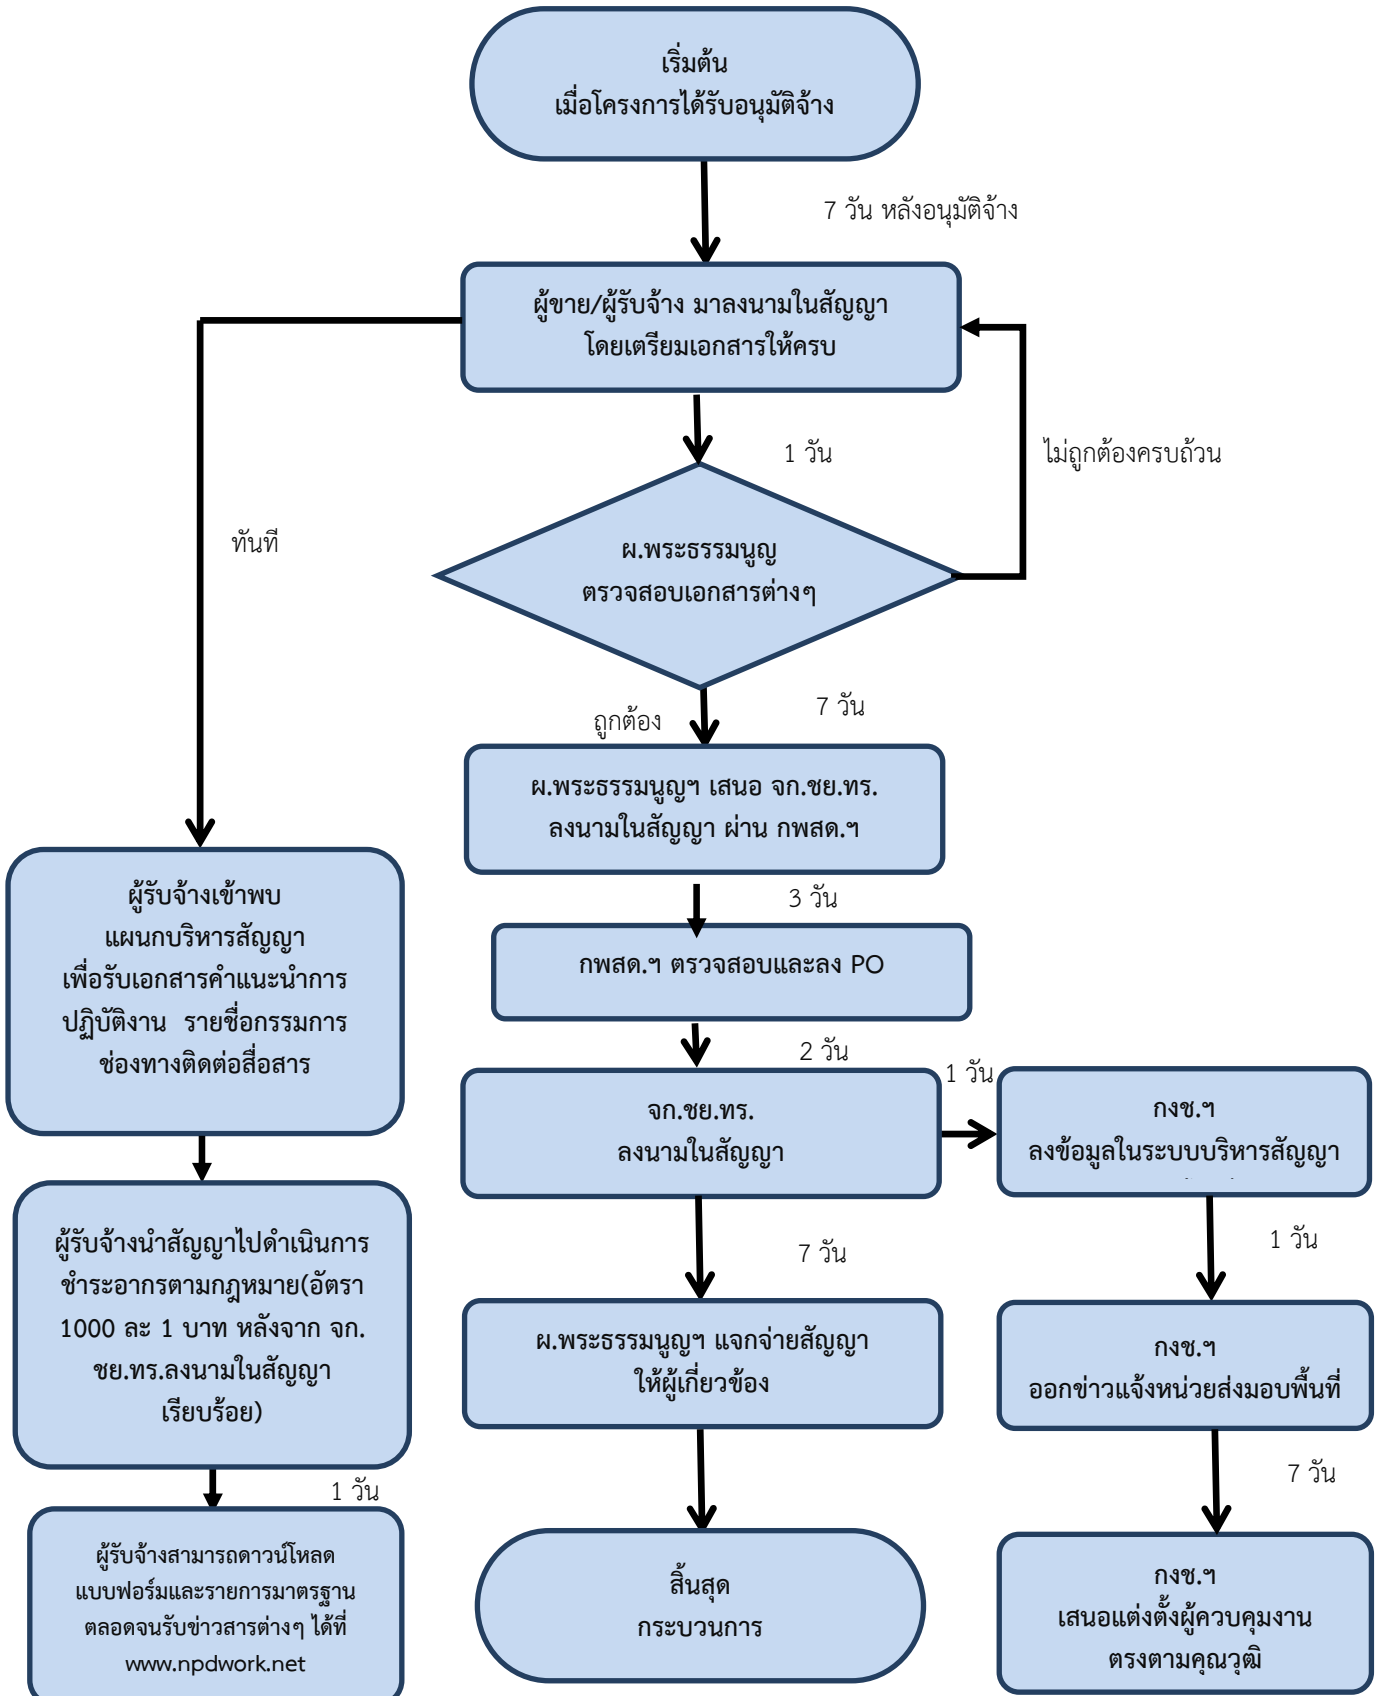 เริ่มต้น
เมื่อโครงการได้รับอนุมัติจ้าง
7 วัน หลังอนุมัติจ้าง
ผู้ขาย/ผู้รับจ้าง มาลงนามในสัญญา
โดยเตรียมเอกสารให้ครบ
1 วัน
ไม่ถูกต้องครบถ้วน
ทันที
ผ.พระธรรมนูญ
ตรวจสอบเอกสารต่างๆ
7 วัน
ถูกต้อง
ผ.พระธรรมนูญฯ เสนอ จก.ชย.ทร.
ลงนามในสัญญา ผ่าน กพสด.ฯ
3 วัน
กพสด.ฯ ตรวจสอบและลง PO
2 วัน
จก.ชย.ทร.
ลงนามในสัญญา
1 วัน
กงช.ฯ
ลงข้อมูลในระบบบริหารสัญญา
7 วัน
1 วัน
ผ.พระธรรมนูญฯ แจกจ่ายสัญญา
ให้ผู้เกี่ยวข้อง
กงช.ฯ
ออกข่าวแจ้งหน่วยส่งมอบพื้นที่
7 วัน
สิ้นสุด
กระบวนการ
กงช.ฯ
เสนอแต่งตั้งผู้ควบคุมงาน
ตรงตามคุณวุฒิ
ผู้รับจ้างเข้าพบ
แผนกบริหารสัญญา
เพื่อรับเอกสารคำแนะนำการ
ปฏิบัติงาน รายชื่อกรรมการ
ช่องทางติดต่อสื่อสาร
ผู้รับจ้างนำสัญญาไปดำเนินการ
ชำระอากรตามกฎหมาย(อัตรา
1000 ละ 1 บาท หลังจาก จก.
ชย.ทร.ลงนามในสัญญา
เรียบร้อย)
1 วัน
ผู้รับจ้างสามารถดาวน์โหลด
แบบฟอร์มและรายการมาตรฐาน
ตลอดจนรับข่าวสารต่างๆ ได้ที่
www.npdwork.net